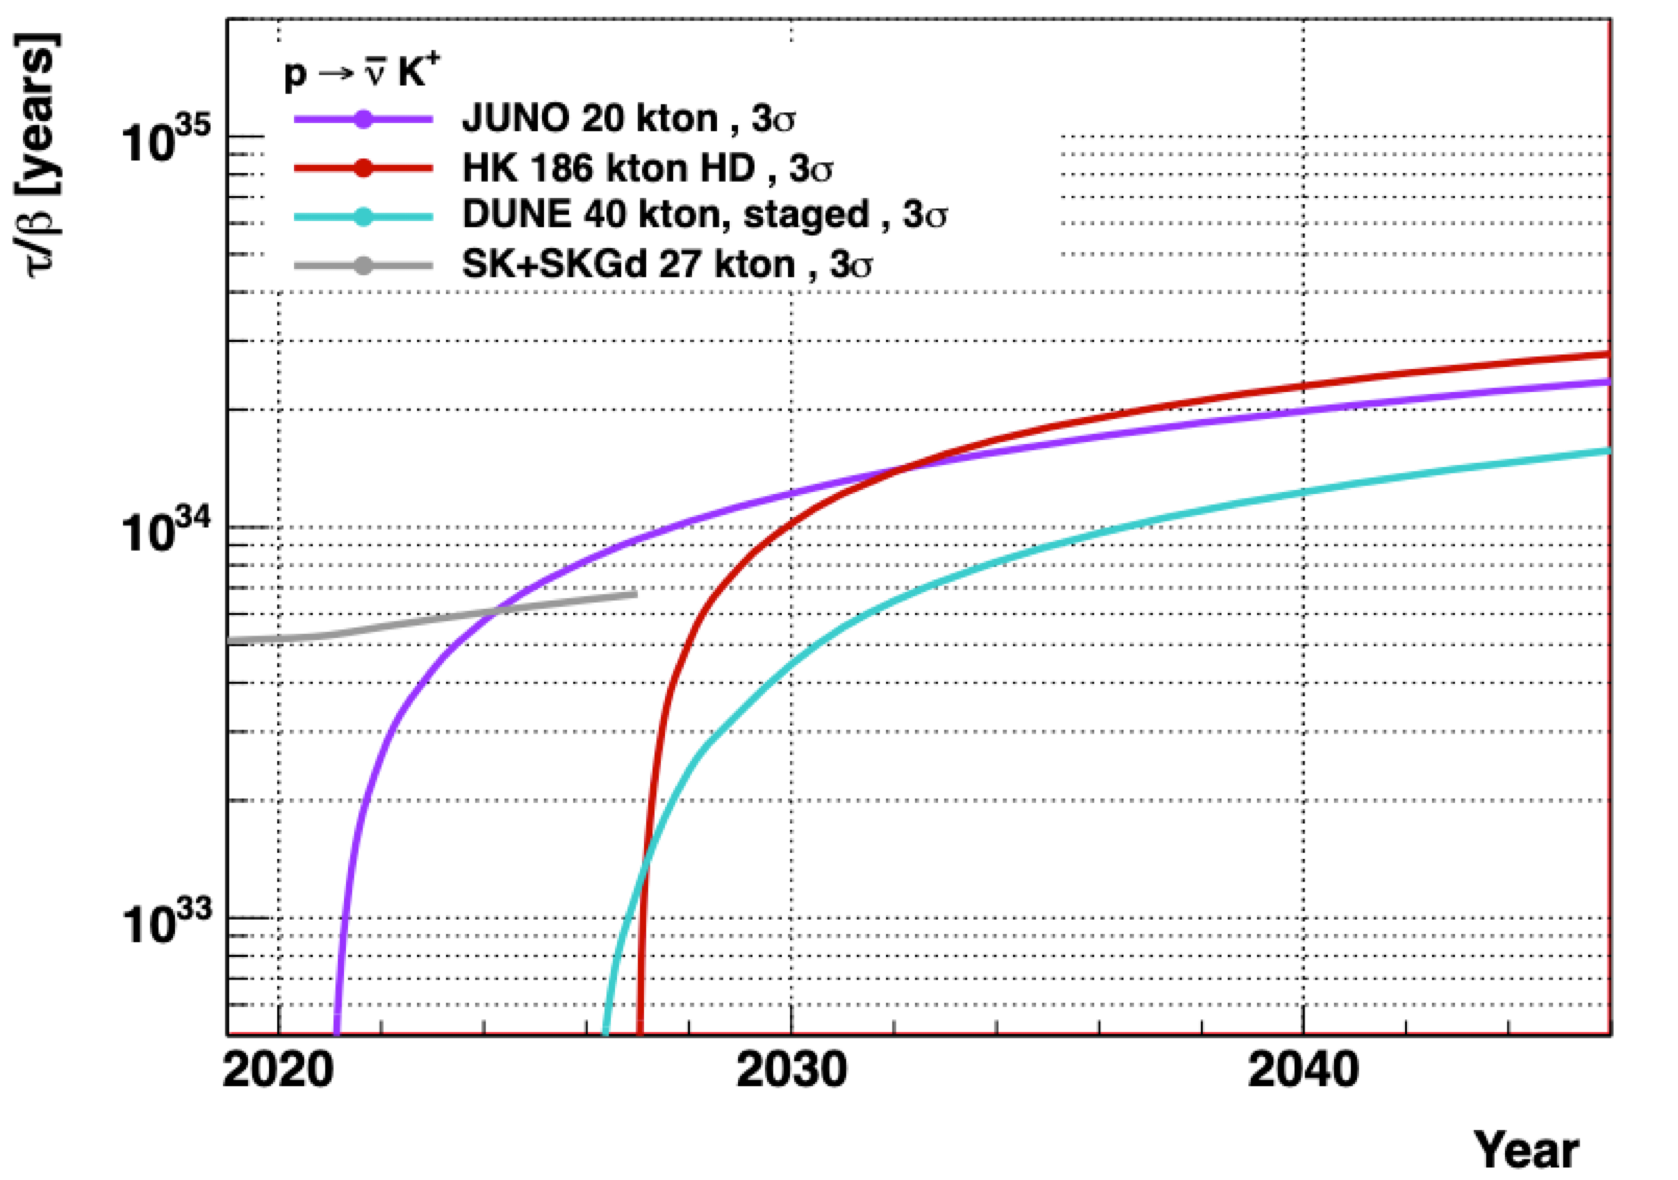 τ/β [years]
p → ν̄ K⁺
JUNO 20 kton , 3σ
HK 186 kton HD , 3σ
DUNE 40 kton, staged , 3σ
SK+SKGd 27 kton , 3σ
10³⁵
10³⁴
10³³
2020 2030 2040
Year